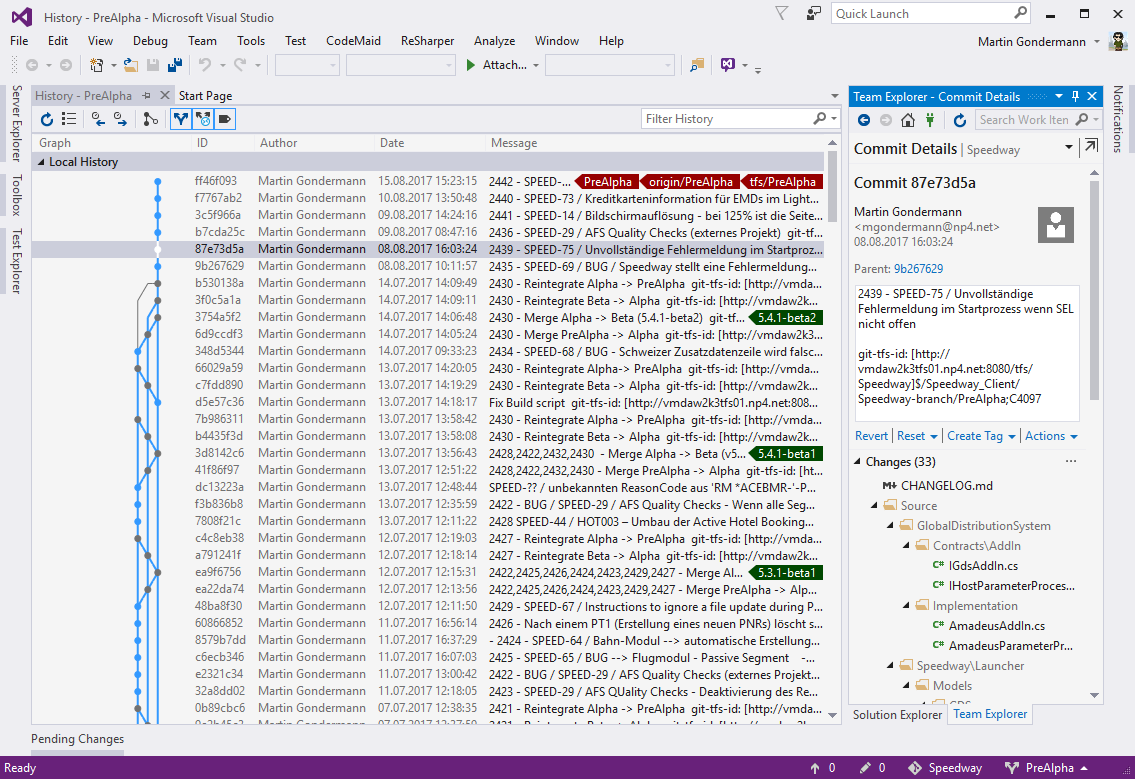 History - PreAlpha - Microsoft Visual Studio
Quick Launch
File Edit View Debug Team Tools Test CodeMaid ReSharper Analyze Window Help
Martin Gondermann
Attach...
Server Explorer
Toolbox
Test Explorer
History - PreAlpha
Start Page
Filter History
Graph ID Author Date Message
Local History
ff46f093 Martin Gondermann 15.08.2017 15:23:15 2442 - SPEED-... PreAlpha origin/PreAlpha tfs/PreAlpha
f7767ab2 Martin Gondermann 10.08.2017 13:50:48 2440 - SPEED-73 / Kreditkarteninformation für EMDs im Light...
3c5f966a Martin Gondermann 09.08.2017 14:24:16 2441 - SPEED-14 / Bildschirmauflösung - bei 125% ist die Seite...
b7cda25c Martin Gondermann 09.08.2017 08:47:16 2436 - SPEED-29 / AFS Quality Checks (externes Projekt) git-tf...
87e73d5a Martin Gondermann 08.08.2017 16:03:24 2439 - SPEED-75 / Unvollständige Fehlermeldung im Startproz...
9b267629 Martin Gondermann 08.08.2017 10:11:57 2435 - SPEED-69 / BUG / Speedway stellt eine Fehlermeldung...
b530138a Martin Gondermann 14.07.2017 14:09:49 2430 - Reintegrate Alpha -> PreAlpha git-tfs-id: [http://vmda...
3f0c5a1a Martin Gondermann 14.07.2017 14:09:11 2430 - Reintegrate Beta -> Alpha git-tfs-id: [http://vmdaw2k...
3754a5f2 Martin Gondermann 14.07.2017 14:06:48 2430 - Merge Alpha -> Beta (5.4.1-beta2) git-tf... 5.4.1-beta2
6d9ccdf3 Martin Gondermann 14.07.2017 14:05:24 2430 - Merge PreAlpha -> Alpha git-tfs-id: [http://vmdaw2k3...
348d5344 Martin Gondermann 14.07.2017 09:33:23 2434 - SPEED-68 / BUG - Schweizer Zusatzdatenzeile wird falsc...
66029a59 Martin Gondermann 13.07.2017 14:20:05 2430 - Reintegrate Alpha-> PreAlpha git-tfs-id: [http://vmda...
c7fdd890 Martin Gondermann 13.07.2017 14:19:29 2430 - Reintegrate Beta -> Alpha git-tfs-id: [http://vmdaw2k...
d5e57c36 Martin Gondermann 13.07.2017 14:18:17 Fix Build script git-tfs-id: [http://vmdaw2k3tfs01.np4.net:808...
7b986311 Martin Gondermann 13.07.2017 13:58:42 2430 - Reintegrate Alpha -> PreAlpha git-tfs-id: [http://vmda...
b4435f3d Martin Gondermann 13.07.2017 13:58:08 2430 - Reintegrate Beta -> Alpha git-tfs-id: [http://vmdaw2k...
3d8142c6 Martin Gondermann 13.07.2017 13:56:43 2428,2422,2432,2430 - Merge Alpha -> Beta (v5... 5.4.1-beta1
41f86f97 Martin Gondermann 13.07.2017 12:51:22 2428,2422,2432,2430 - Merge PreAlpha -> Alpha git-tfs-id: [ht...
dc13223a Martin Gondermann 13.07.2017 12:48:44 SPEED-?? / unbekannten ReasonCode aus 'RM *ACEBMR-'-P...
f3b836b8 Martin Gondermann 13.07.2017 12:35:59 2422 - BUG / SPEED-29 / AFS Quality Checks - Wenn alle Seg...
7808f21c Martin Gondermann 13.07.2017 12:11:22 2428 SPEED-44 / HOT003 – Umbau der Active Hotel Booking...
c4c8eb38 Martin Gondermann 12.07.2017 12:19:03 2427 - Reintegrate Alpha -> PreAlpha git-tfs-id: [http://vmda...
a791241f Martin Gondermann 12.07.2017 12:18:14 2427 - Reintegrate Beta -> Alpha git-tfs-id: [http://vmdaw2k...
ea9f6756 Martin Gondermann 12.07.2017 12:15:31 2422,2425,2426,2424,2423,2429,2427 - Merge Al... 5.3.1-beta1
ea22da74 Martin Gondermann 12.07.2017 12:13:56 2422,2425,2426,2424,2423,2429,2427 - Merge PreAlpha -> Alp...
48ba8f30 Martin Gondermann 12.07.2017 12:11:50 2429 - SPEED-67 / Instructions to ignore a file update during P...
60866852 Martin Gondermann 11.07.2017 16:56:14 2426 - Nach einem PT1 (Erstellung eines neuen PNRs) löscht s...
8579b7dd Martin Gondermann 11.07.2017 16:37:29 - 2424 - SPEED-64 / Bahn-Modul --> automatische Erstellung...
c6ecb346 Martin Gondermann 11.07.2017 16:07:03 2425 - SPEED-65 / BUG --> Flugmodul - Passive Segment -...
e2321c34 Martin Gondermann 11.07.2017 13:00:42 2422 - BUG / SPEED-29 / AFS Quality Checks (externes Projekt...
32a8dd02 Martin Gondermann 11.07.2017 12:18:05 2423 - SPEED-29 / AFS QUality Checks - Deaktivierung des Re...
0b89cbc6 Martin Gondermann 07.07.2017 12:38:35 2421 - Reintegrate Alpha -> PreAlpha git-tfs-id: [http://vmda...
Pending Changes
Team Explorer - Commit Details
Search Work Iten
Commit Details | Speedway
Commit 87e73d5a
Martin Gondermann
<mgondermann@np4.net>
08.08.2017 16:03:24
Parent: 9b267629
2439 - SPEED-75 / Unvollständige
Fehlermeldung im Startprozess wenn SEL
nicht offen
git-tfs-id: [http://
vmdaw2k3tfs01.np4.net:8080/tfs/
Speedway]$/Speedway_Client/
Speedway-branch/PreAlpha;C4097
Revert | Reset | Create Tag | Actions
Changes (33) ...
M CHANGELOG.md
Source
GlobalDistributionSystem
Contracts\AddIn
C# IGdsAddIn.cs
C# IHostParameterProces...
Implementation
C# AmadeusAddIn.cs
C# AmadeusParameterPr...
Speedway\Launcher
Models
Solution Explorer Team Explorer
Notifications
Ready
0 0 Speedway PreAlpha